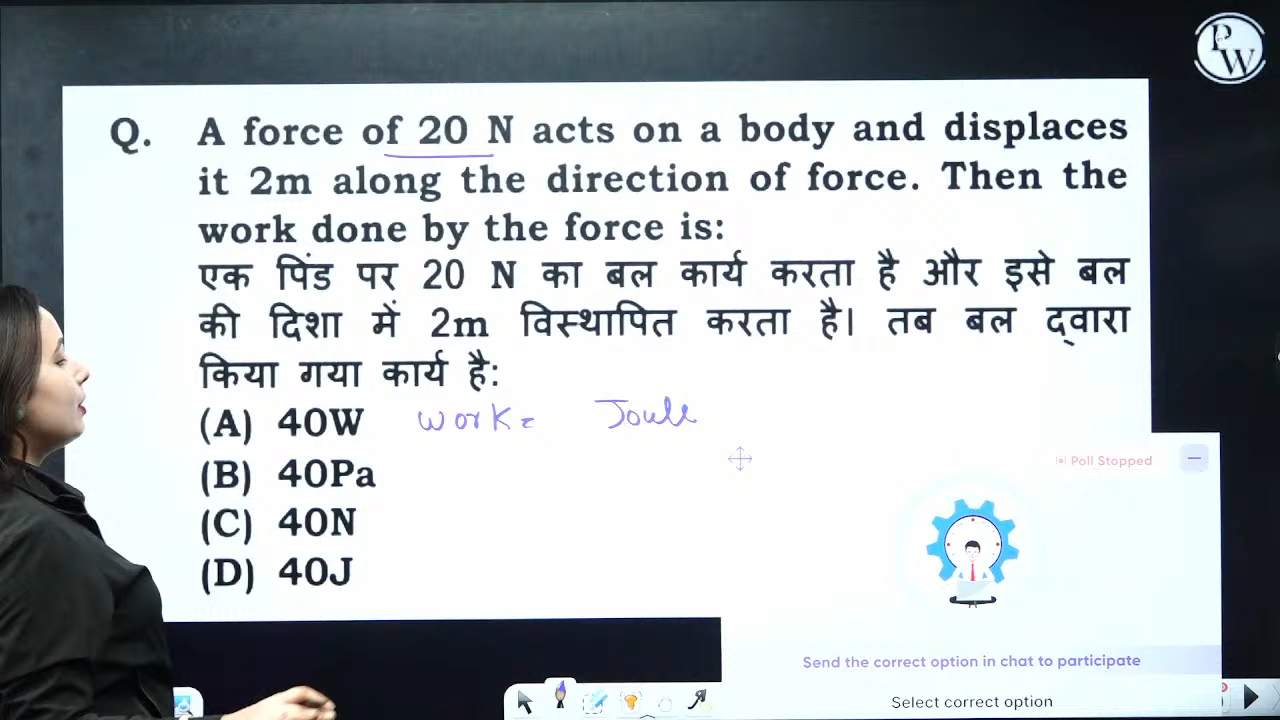 PW
Q. A force of 20 N acts on a body and displaces
it 2m along the direction of force. Then the
work done by the force is:
एक पिंड पर 20 N का बल कार्य करता है और इसे बल
की दिशा में 2m विस्थापित करता है। तब बल द्वारा
किया गया कार्य है:
(A) 40W work = Joule
(B) 40Pa
Poll Stopped
(C) 40N
(D) 40J
Send the correct option in chat to participate
Select correct option